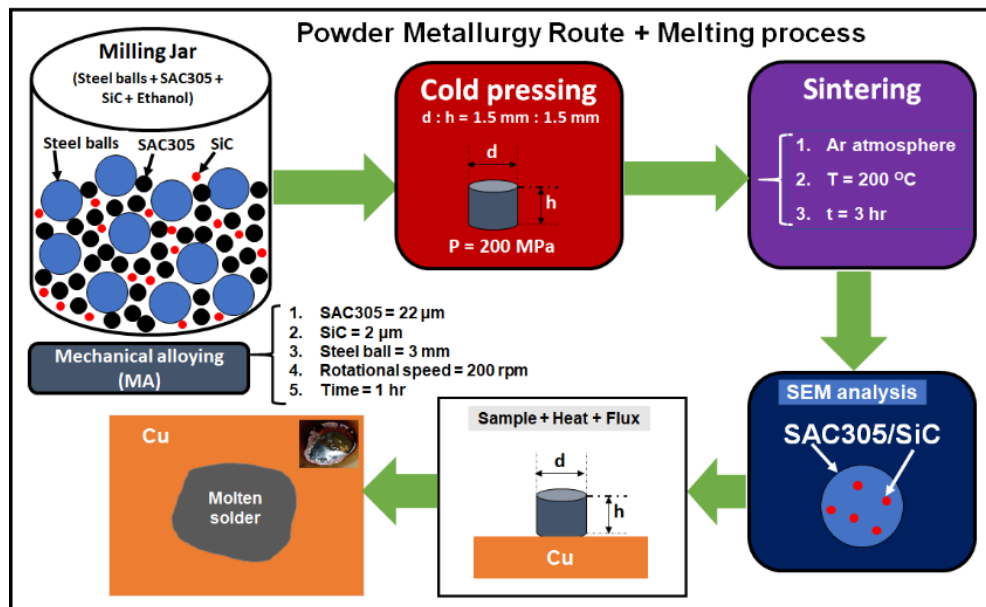 Powder Metallurgy Route + Melting process
Milling Jar
(Steel balls + SAC305 +
SiC + Ethanol)
Steel balls
SAC305
SiC
Mechanical alloying
(MA)
1. SAC305 = 22 µm
2. SiC = 2 µm
3. Steel ball = 3 mm
4. Rotational speed = 200 rpm
5. Time = 1 hr
Cold pressing
d : h = 1.5 mm : 1.5 mm
d
h
P = 200 MPa
Sintering
1. Ar atmosphere
2. T = 200 ᴼC
3. t = 3 hr
SEM analysis
SAC305/SiC
Sample + Heat + Flux
d
h
Cu
Cu
Molten
solder